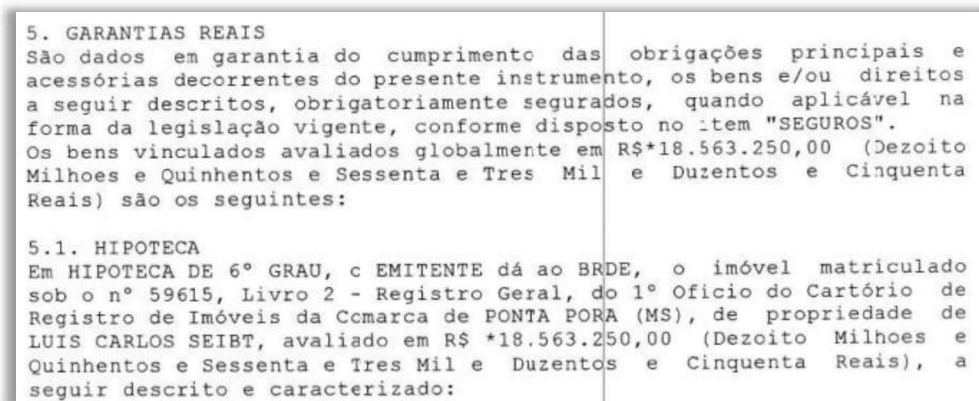 5. GARANTIAS REAIS
São dados em garantia do cumprimento das obrigações principais e
acessórias decorrentes do presente instrumento, os bens e/ou direitos
a seguir descritos, obrigatoriamente segurados, quando aplicável na
forma da legislação vigente, conforme disposto no item "SEGUROS".
Os bens vinculados avaliados globalmente em R$*18.563.250,00 (Dezoito
Milhoes e Quinhentos e Sessenta e Tres Mil e Duzentos e Cinquenta
Reais) são os seguintes:
5.1. HIPOTECA
Em HIPOTECA DE 6º GRAU, o EMITENTE dá ao BRDE, o imóvel matriculado
sob o nº 59615, Livro 2 - Registro Geral, do 1º Oficio do Cartório de
Registro de Imóveis da Comarca de PONTA PORA (MS), de propriedade de
LUIS CARLOS SEIBT, avaliado em R$ *18.563.250,00 (Dezoito Milhoes e
Quinhentos e Sessenta e Tres Mil e Duzentos e Cinquenta Reais), a
seguir descrito e caracterizado: